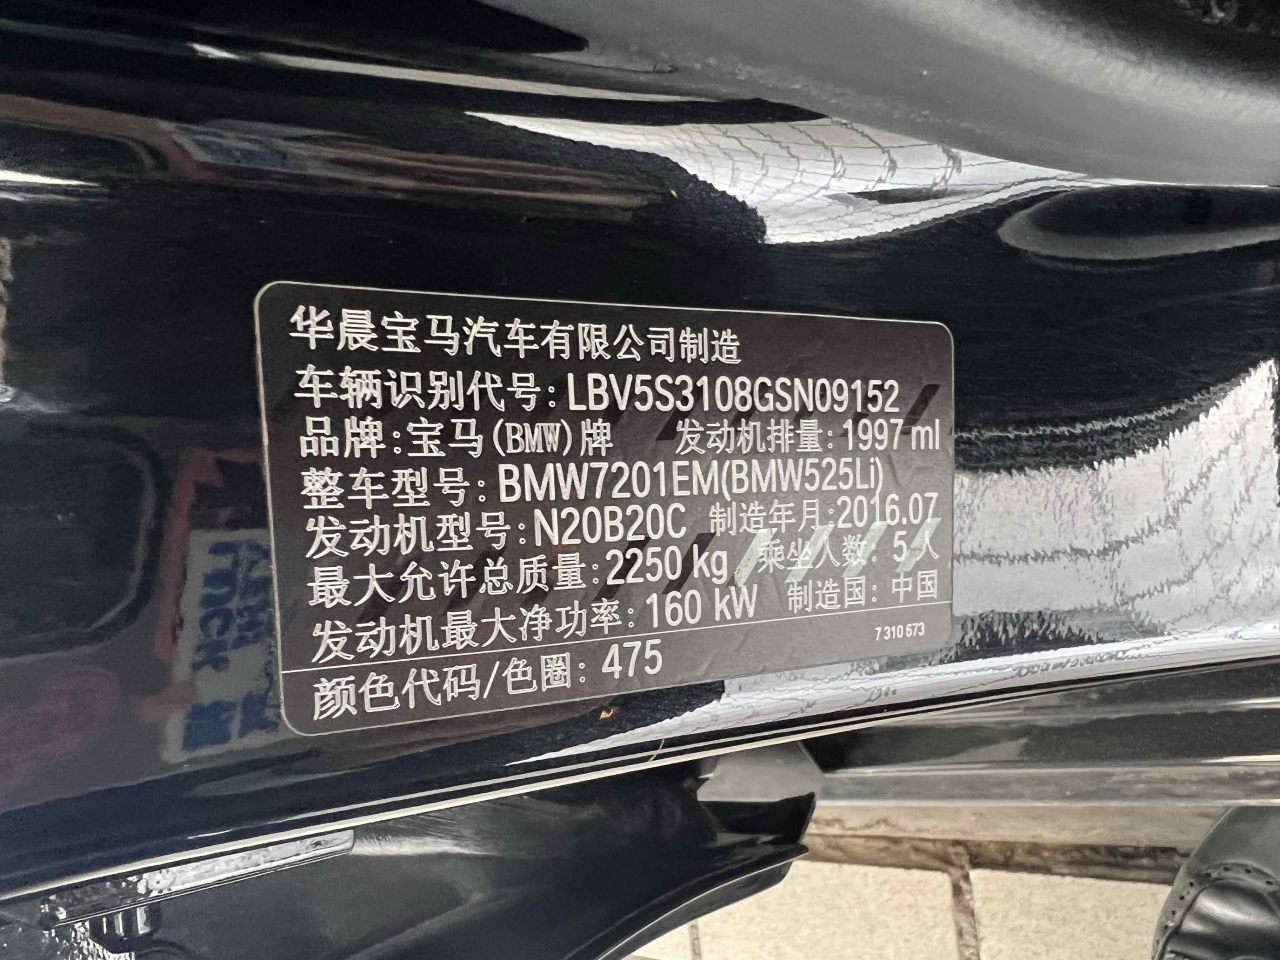 华晨宝马汽车有限公司制造
车辆识别代号:LBV5S3108GSN09152
品牌:宝马(BMW)牌 发动机排量:1997 ml
整车型号:BMW7201EM(BMW525Li)
发动机型号:N20B20C 制造年月:2016.07
最大允许总质量:2250 kg 乘坐人数: 5人
发动机最大净功率:160 kW 制造国: 中国
7 310 673
颜色代码/色圈: 475